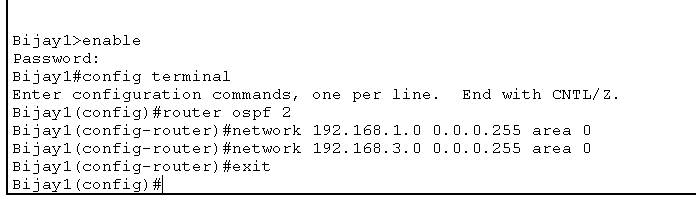 Bijay1>enable
Password:
Bijay1#config terminal
Enter configuration commands, one per line.  End with CNTL/Z.
Bijay1(config)#router ospf 2
Bijay1(config-router)#network 192.168.1.0 0.0.0.255 area 0
Bijay1(config-router)#network 192.168.3.0 0.0.0.255 area 0
Bijay1(config-router)#exit
Bijay1(config)#